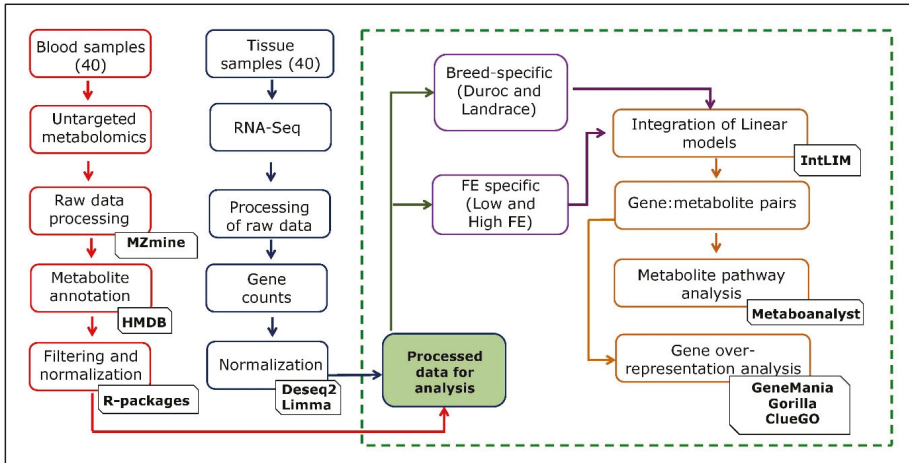 Blood samples
(40)
Untargeted
metabolomics
Raw data
processing
MZmine
Metabolite
annotation
HMDB
Filtering and
normalization
R-packages
Tissue
samples (40)
RNA-Seq
Processing
of raw data
Gene
counts
Normalization
Deseq2
Limma
Processed
data for
analysis
Breed-specific
(Duroc and
Landrace)
FE specific
(Low and
High FE)
Integration of Linear
models
IntLIM
Gene:metabolite pairs
Metabolite pathway
analysis
Metaboanalyst
Gene over-
representation analysis
GeneMania
Gorilla
ClueGO